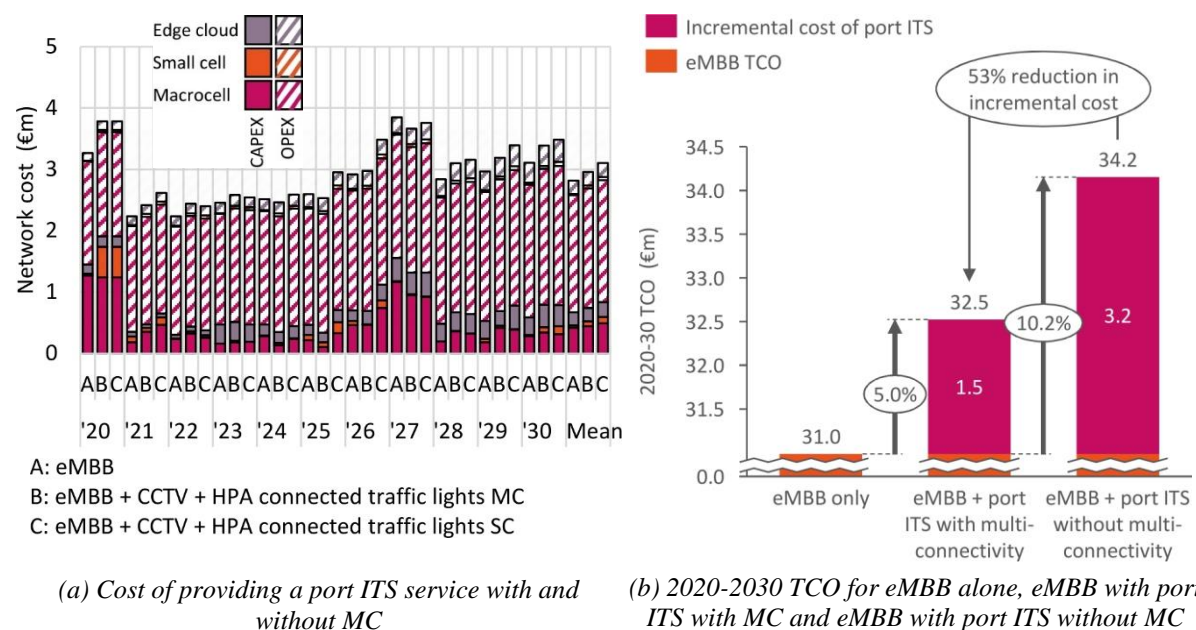 Edge cloud
Small cell
Macrocell
CAPEX
OPEX
Network cost (€m)
5
4
3
2
1
0
A B C A B C A B C A B C A B C A B C A B C A B C A B C A B C A B C A B C
'20 '21 '22 '23 '24 '25 '26 '27 '28 '29 '30 Mean
A: eMBB
B: eMBB + CCTV + HPA connected traffic lights MC
C: eMBB + CCTV + HPA connected traffic lights SC
(a) Cost of providing a port ITS service with and
without MC
Incremental cost of port ITS
eMBB TCO
53% reduction in
incremental cost
2020-30 TCO (€m)
34.5
34.0
33.5
33.0
32.5
32.0
31.5
0.0
31.0
5.0%
32.5
1.5
10.2%
34.2
3.2
eMBB only
eMBB + port
ITS with multi-
connectivity
eMBB + port ITS
without multi-
connectivity
(b) 2020-2030 TCO for eMBB alone, eMBB with port
ITS with MC and eMBB with port ITS without MC